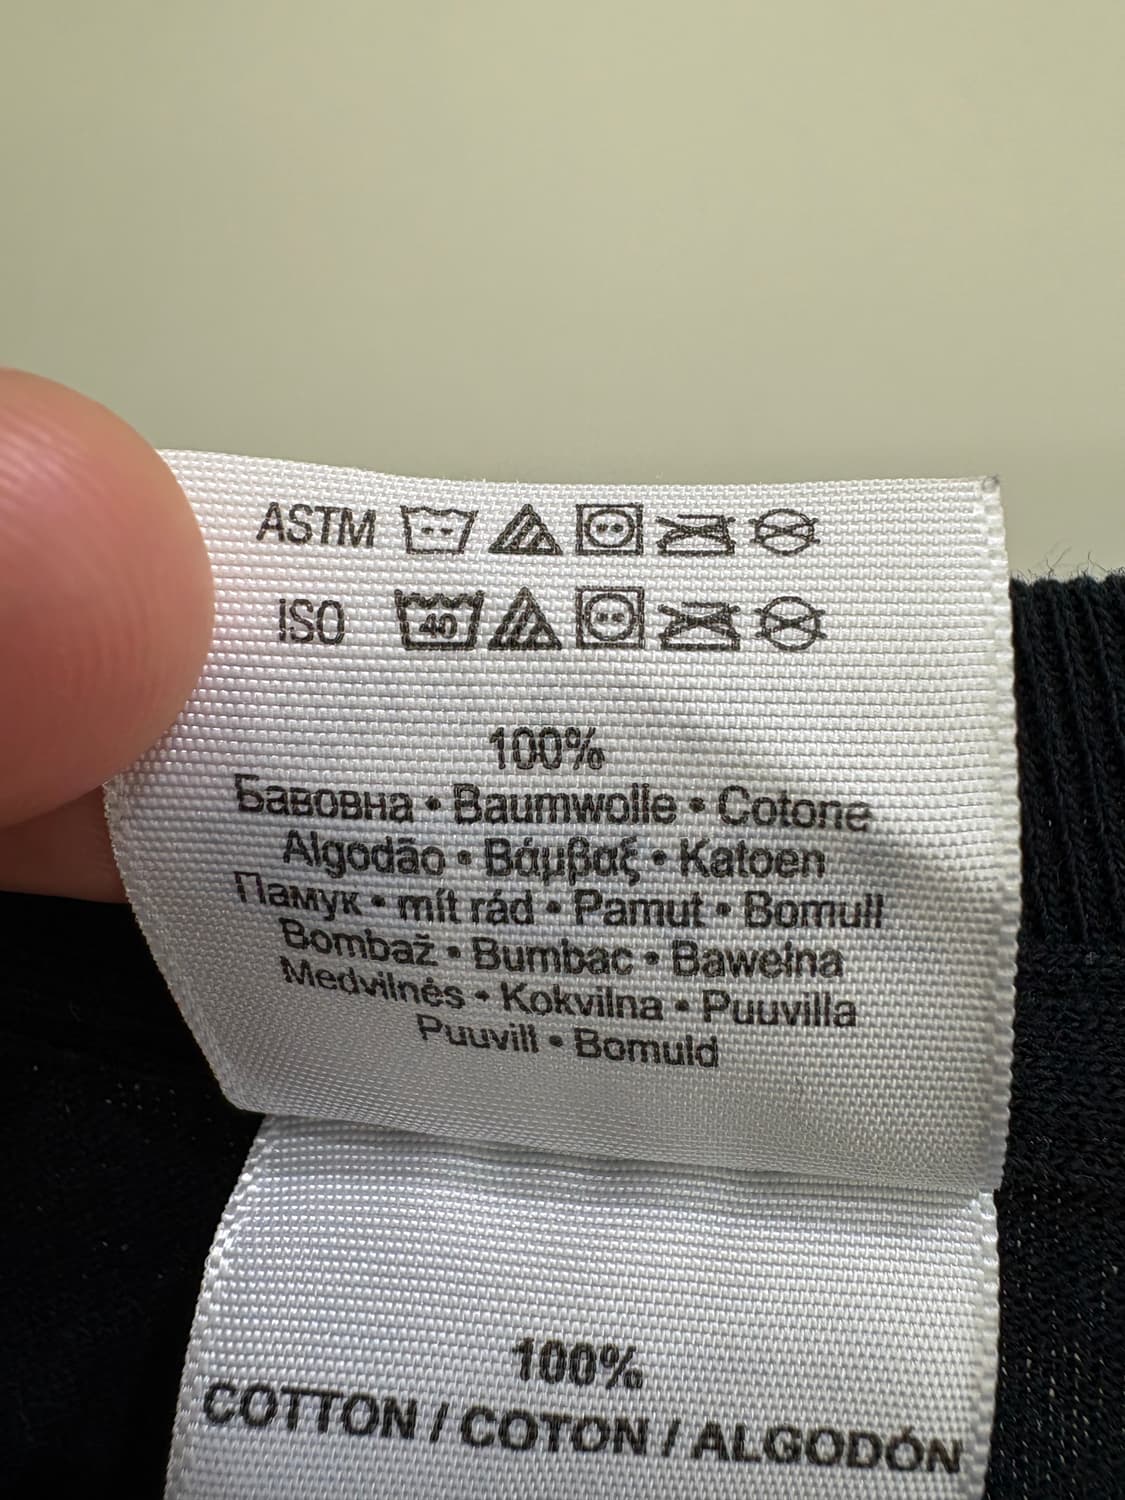 ASTM
ISO 40
100%
Бавовна • Baumwolle • Cotone
Algodão • Βάμβαξ • Katoen
Памук • mít rád • Pamut • Bomull
Bombaž • Bumbac • Bawełna
Medvilnės • Kokvilna • Puuvilla
Puuvill • Bomuld
100%
COTTON / COTON / ALGODÓN